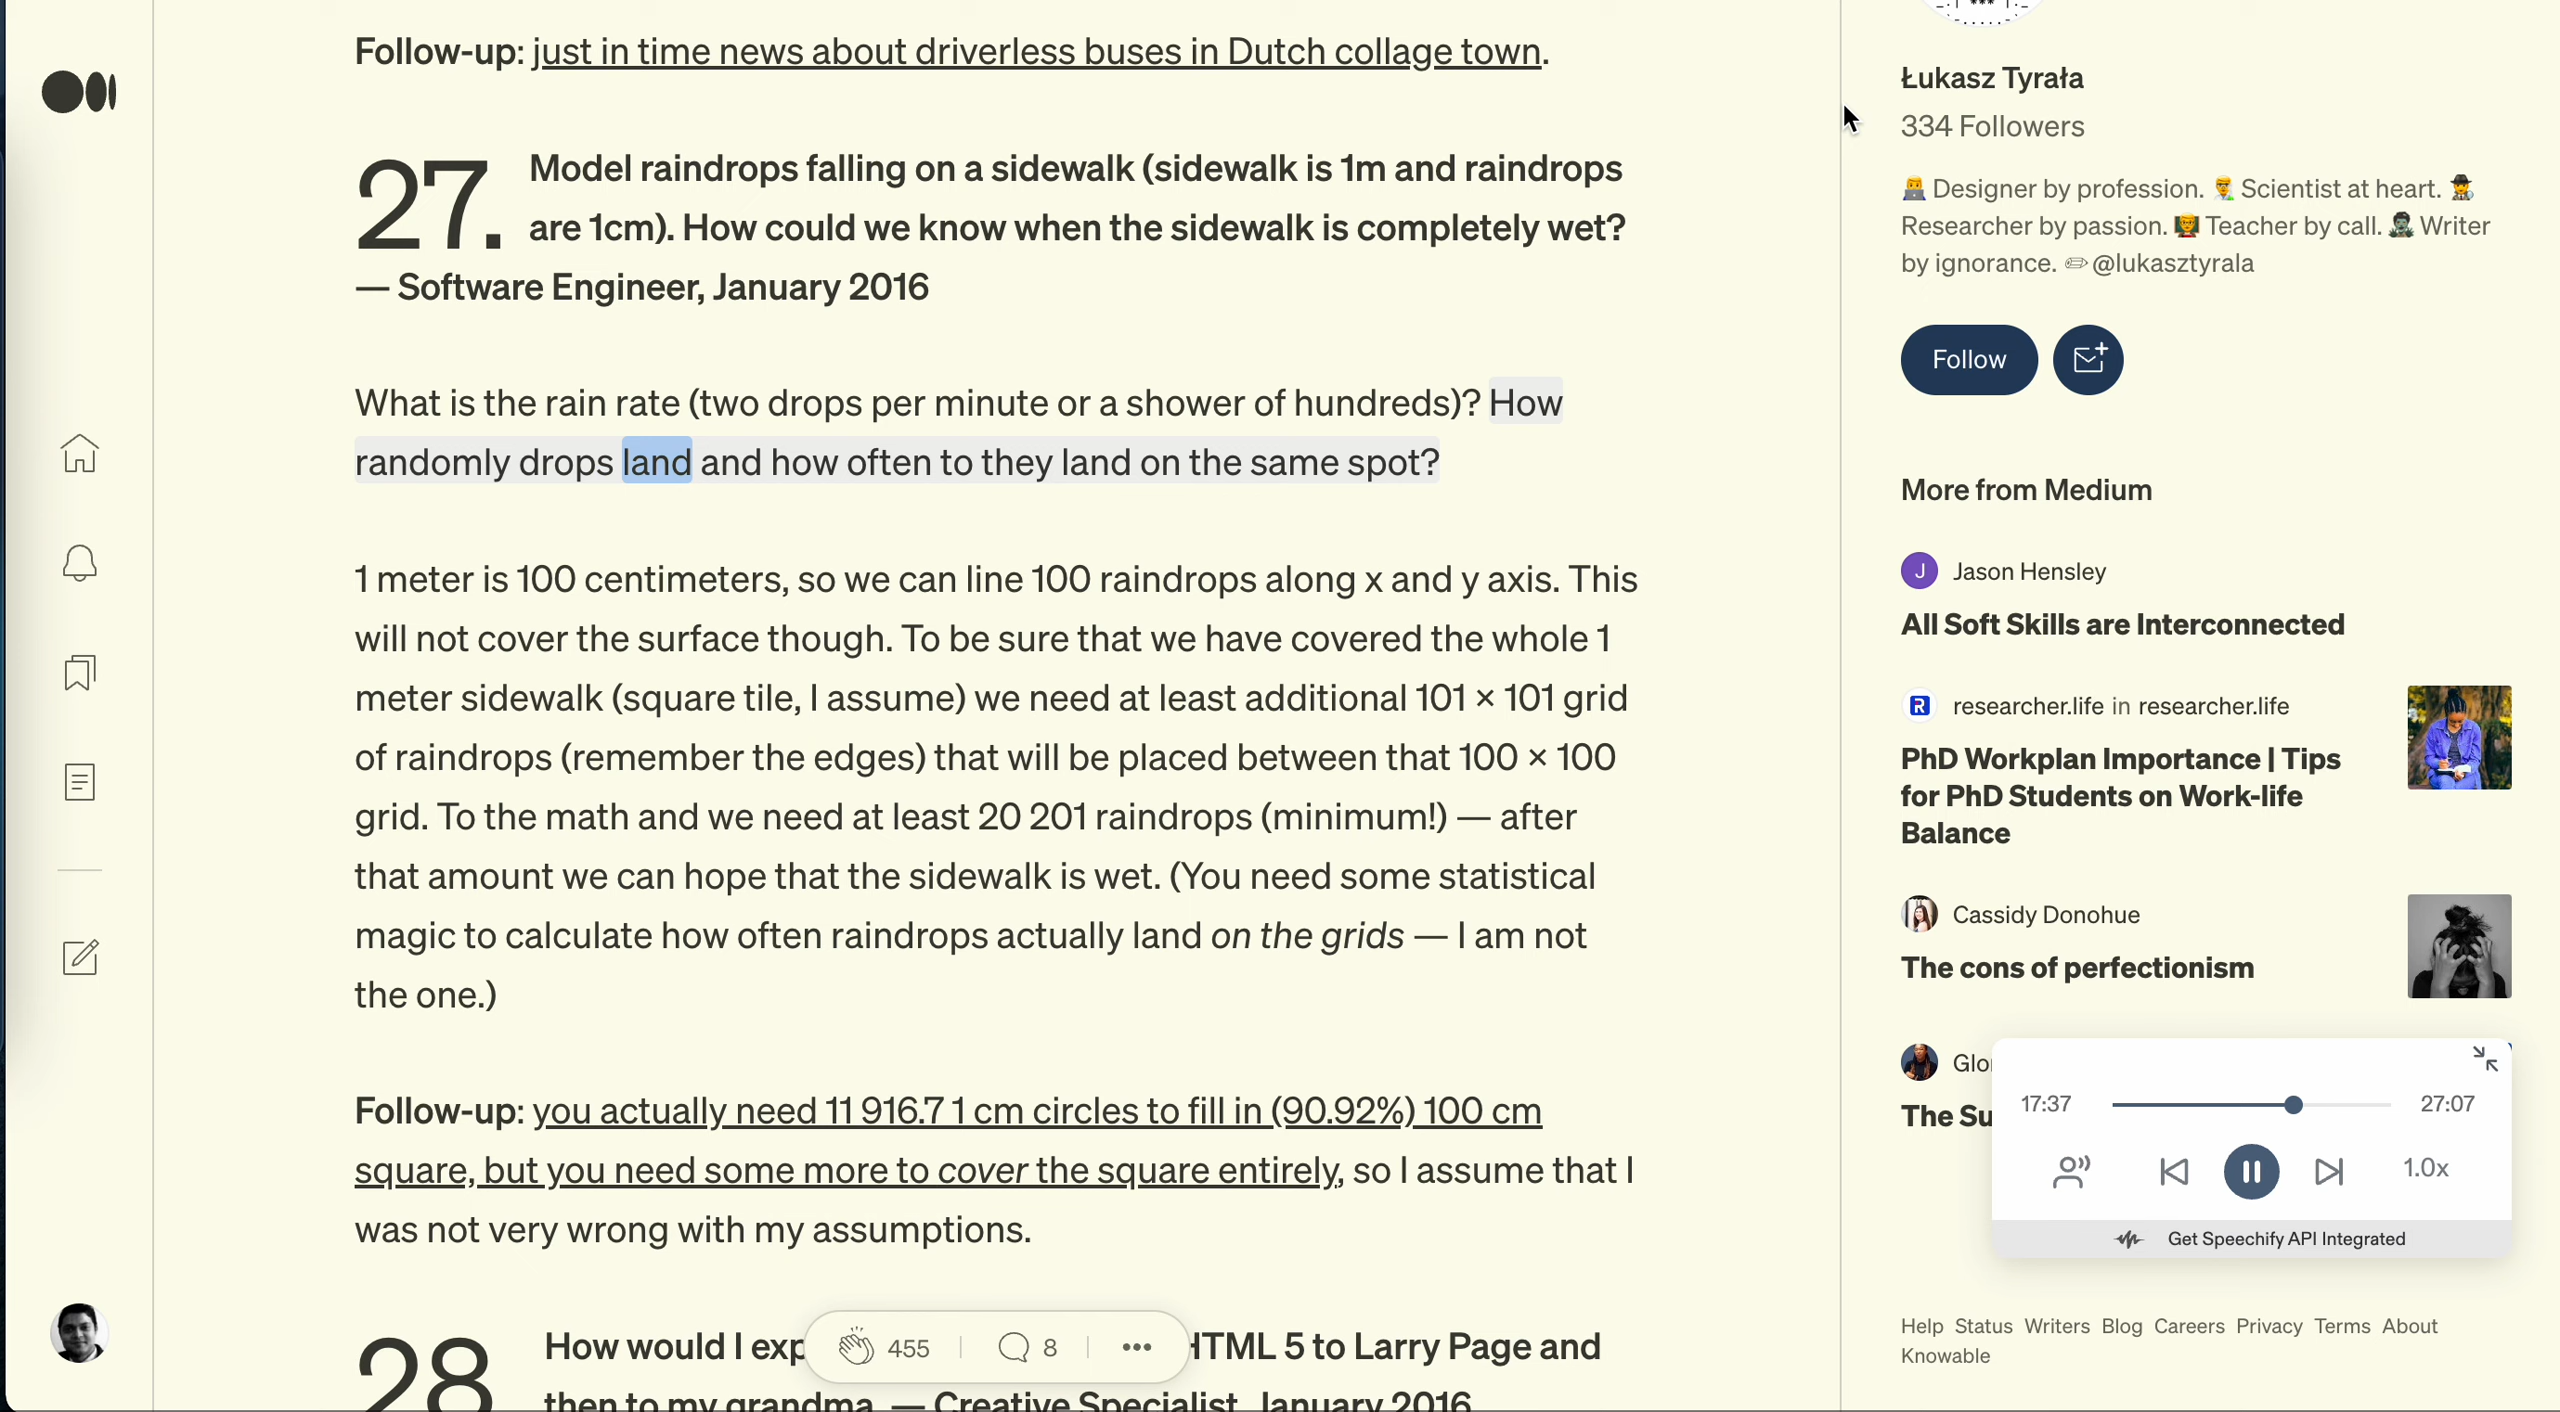 Follow-up: just in time news about driverless buses in Dutch collage town.
27. Model raindrops falling on a sidewalk (sidewalk is 1m and raindrops
are 1cm). How could we know when the sidewalk is completely wet?
— Software Engineer, January 2016
What is the rain rate (two drops per minute or a shower of hundreds)? How
randomly drops land and how often to they land on the same spot?
1 meter is 100 centimeters, so we can line 100 raindrops along x and y axis. This
will not cover the surface though. To be sure that we have covered the whole 1
meter sidewalk (square tile, I assume) we need at least additional 101 × 101 grid
of raindrops (remember the edges) that will be placed between that 100 × 100
grid. To the math and we need at least 20 201 raindrops (minimum!) — after
that amount we can hope that the sidewalk is wet. (You need some statistical
magic to calculate how often raindrops actually land on the grids — I am not
the one.)
Follow-up: you actually need 11 916.7 1 cm circles to fill in (90.92%) 100 cm
square, but you need some more to cover the square entirely, so I assume that I
was not very wrong with my assumptions.
28 How would I exp HTML 5 to Larry Page and
then to my grandma. — Creative Specialist, January 2016
455
8
Łukasz Tyrała
334 Followers
Designer by profession. Scientist at heart.
Researcher by passion. Teacher by call. Writer
by ignorance. @lukasztyrala
Follow
More from Medium
J Jason Hensley
All Soft Skills are Interconnected
R researcher.life in researcher.life
PhD Workplan Importance | Tips
for PhD Students on Work-life
Balance
Cassidy Donohue
The cons of perfectionism
Glo
The Su
17:37
27:07
1.0x
Get Speechify API Integrated
Help Status Writers Blog Careers Privacy Terms About
Knowable